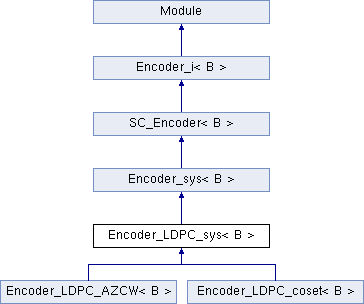 Module
Encoder_i< B >
SC_Encoder< B >
Encoder_sys< B >
Encoder_LDPC_sys< B >
Encoder_LDPC_AZCW< B >
Encoder_LDPC_coset< B >